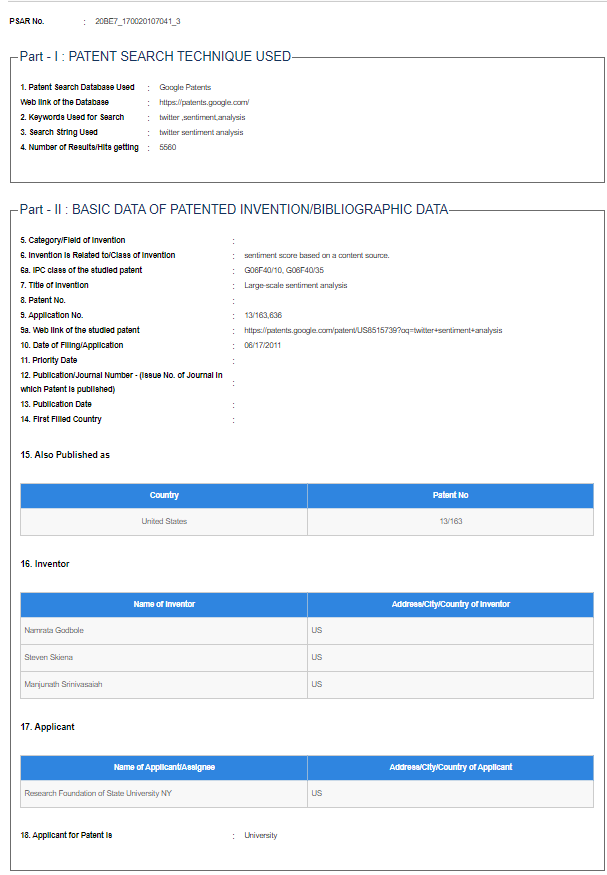 PSAR No. : 20BE7_170020107041_3
Part - I : PATENT SEARCH TECHNIQUE USED
1. Patent Search Database Used : Google Patents
Web link of the Database : https://patents.google.com/
2. Keywords Used for Search : twitter ,sentiment,analysis
3. Search String Used : twitter sentiment analysis
4. Number of Results/Hits getting : 5560
Part - II : BASIC DATA OF PATENTED INVENTION/BIBLIOGRAPHIC DATA
5. Category/Field of Invention :
6. Invention is Related to/Class of Invention : sentiment score based on a content source.
6a. IPC class of the studied patent : G06F40/10, G06F40/35
7. Title of Invention : Large-scale sentiment analysis
8. Patent No. :
9. Application No. : 13/163,636
9a. Web link of the studied patent : https://patents.google.com/patent/US8515739?oq=twitter+sentiment+analysis
10. Date of Filing/Application : 06/17/2011
11. Priority Date :
12. Publication/Journal Number - (Issue No. of Journal in
which Patent is published) :
13. Publication Date :
14. First Filled Country :
15. Also Published as
Country Patent No
United States 13/163
16. Inventor
Name of Inventor Address/City/Country of Inventor
Namrata Godbole US
Steven Skiena US
Manjunath Srinivasaiah US
17. Applicant
Name of Applicant/Assignee Address/City/Country of Applicant
Research Foundation of State University NY US
18. Applicant for Patent is : University